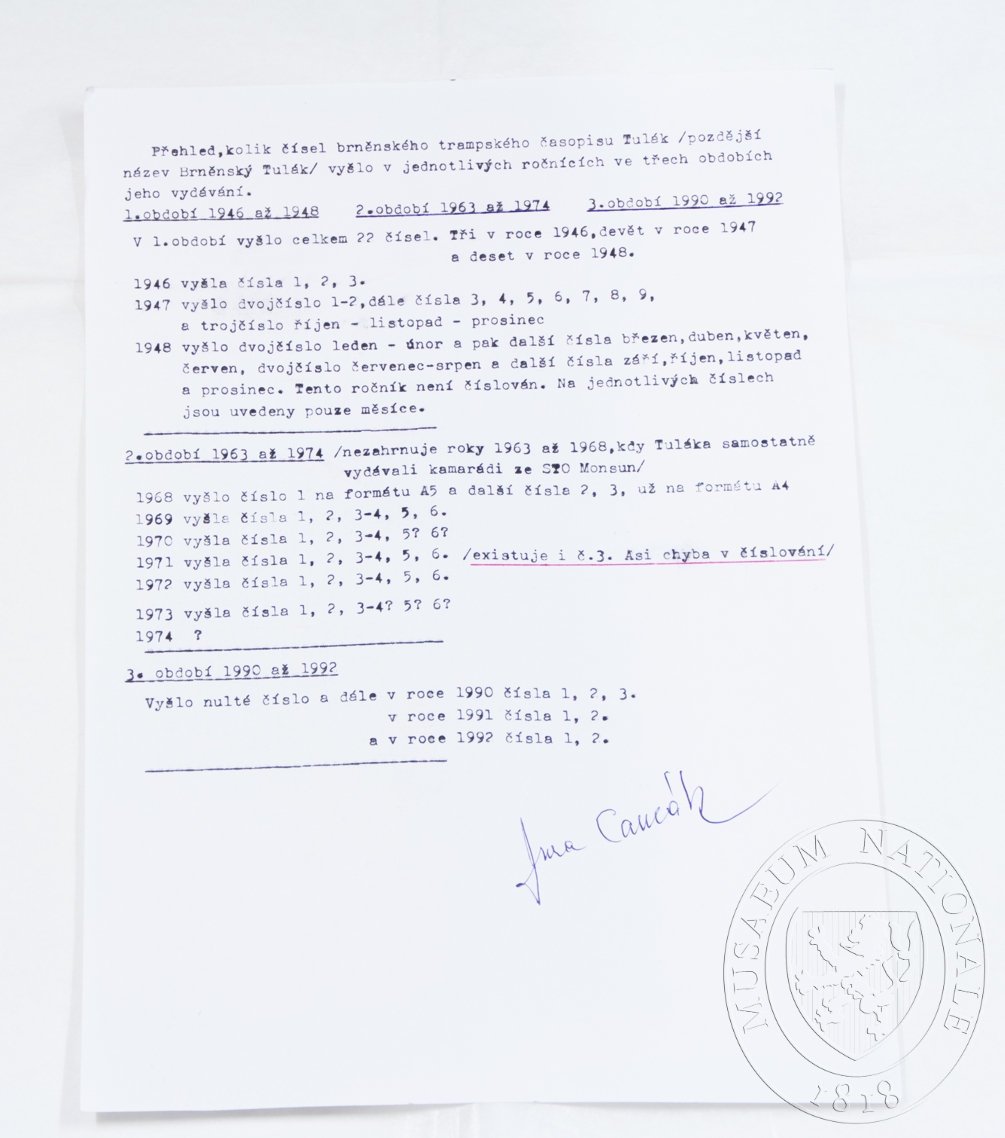 Přehled,kolik čísel brněnského trampského časopisu Tulák /pozdější
název Brněnský Tulák/ vyšlo v jednotlivých ročnících ve třech obdobích
jeho vydávání.
1.období 1946 až 1948 2.období 1963 až 1974 3.období 1990 až 1992
V 1.období vyšlo celkem 22 čísel. Tři v roce 1946,devět v roce 1947
a deset v roce 1948.
1946 vyšla čísla 1, 2, 3.
1947 vyšlo dvojčíslo 1-2,dále čísla 3, 4, 5, 6, 7, 8, 9,
a trojčíslo říjen - listopad - prosinec
1948 vyšlo dvojčíslo leden - únor a pak další čísla březen,duben,květen,
červen, dvojčíslo červenec-srpen a další čísla září,říjen,listopad
a prosinec. Tento ročník není číslován. Na jednotlivých číslech
jsou uvedeny pouze měsíce.
2.období 1963 až 1974 /nezahrnuje roky 1963 až 1968,kdy Tuláka samostatně
vydávali kamarádi ze STO Monsun/
1968 vyšlo číslo 1 na formátu A5 a další čísla 2, 3, už na formátu A4
1969 vyšla čísla 1, 2, 3-4, 5, 6.
1970 vyšla čísla 1, 2, 3-4, 5? 6?
1971 vyšla čísla 1, 2, 3-4, 5, 6. /existuje i č.3. Asi chyba v číslování/
1972 vyšla čísla 1, 2, 3-4, 5, 6.
1973 vyšla čísla 1, 2, 3-4? 5? 6?
1974 ?
3. období 1990 až 1992
Vyšlo nulté číslo a dále v roce 1990 čísla 1, 2, 3.
v roce 1991 čísla 1, 2.
a v roce 1992 čísla 1, 2.
MUSAEUM NATIONALE
1818